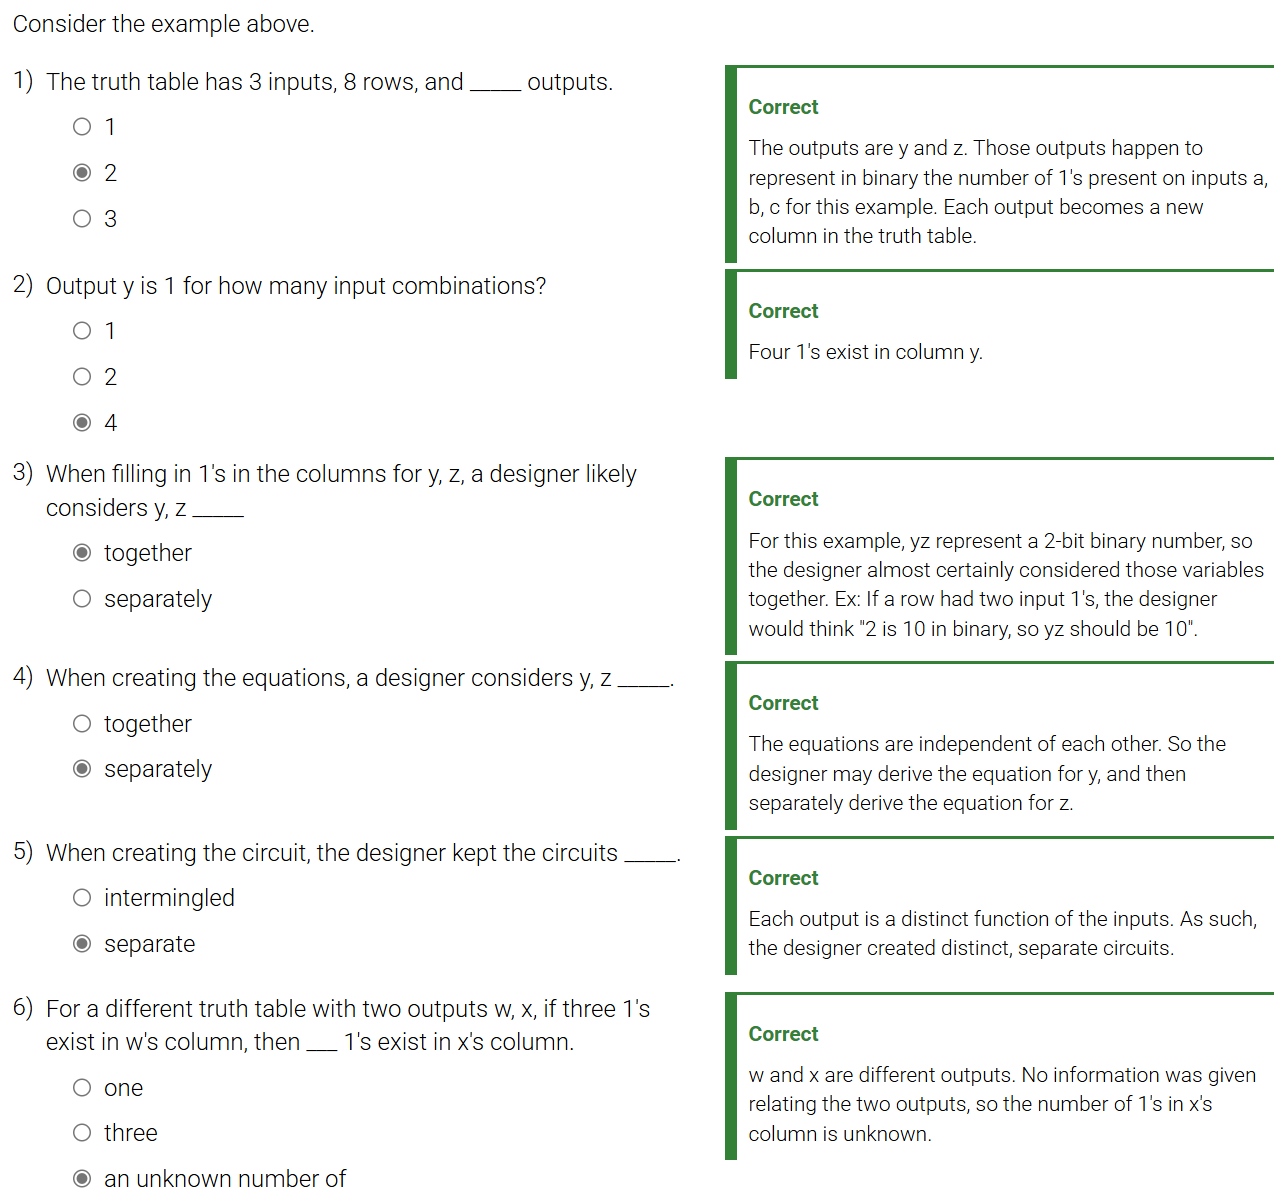 Consider the example above.
1) The truth table has 3 inputs, 8 rows, and _____ outputs.
1
2
3
Correct
The outputs are y and z. Those outputs happen to
represent in binary the number of 1's present on inputs a,
b, c for this example. Each output becomes a new
column in the truth table.
2) Output y is 1 for how many input combinations?
1
2
4
Correct
Four 1's exist in column y.
3) When filling in 1's in the columns for y, z, a designer likely
considers y, z _____
together
separately
Correct
For this example, yz represent a 2-bit binary number, so
the designer almost certainly considered those variables
together. Ex: If a row had two input 1's, the designer
would think "2 is 10 in binary, so yz should be 10".
4) When creating the equations, a designer considers y, z _____.
together
separately
Correct
The equations are independent of each other. So the
designer may derive the equation for y, and then
separately derive the equation for z.
5) When creating the circuit, the designer kept the circuits _____.
intermingled
separate
Correct
Each output is a distinct function of the inputs. As such,
the designer created distinct, separate circuits.
6) For a different truth table with two outputs w, x, if three 1's
exist in w's column, then ___ 1's exist in x's column.
one
three
an unknown number of
Correct
w and x are different outputs. No information was given
relating the two outputs, so the number of 1's in x's
column is unknown.